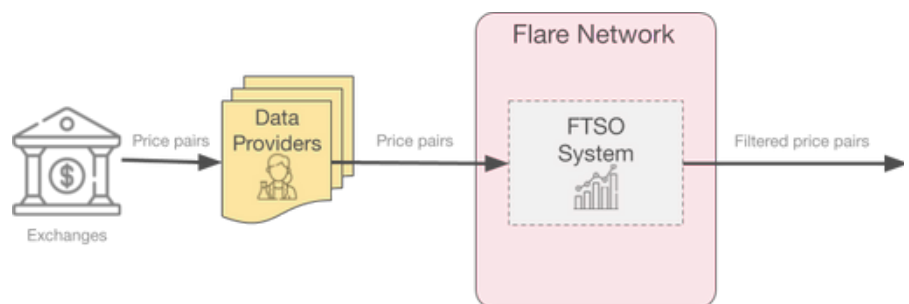 Flare Network
Exchanges
Price pairs
Data
Providers
Price pairs
FTSO
System
Filtered price pairs
$